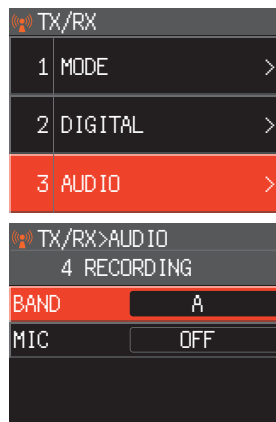 TX/RX
1 MODE >
2 DIGITAL >
3 AUDIO >
TX/RX>AUDIO
4 RECORDING
BAND A
MIC OFF